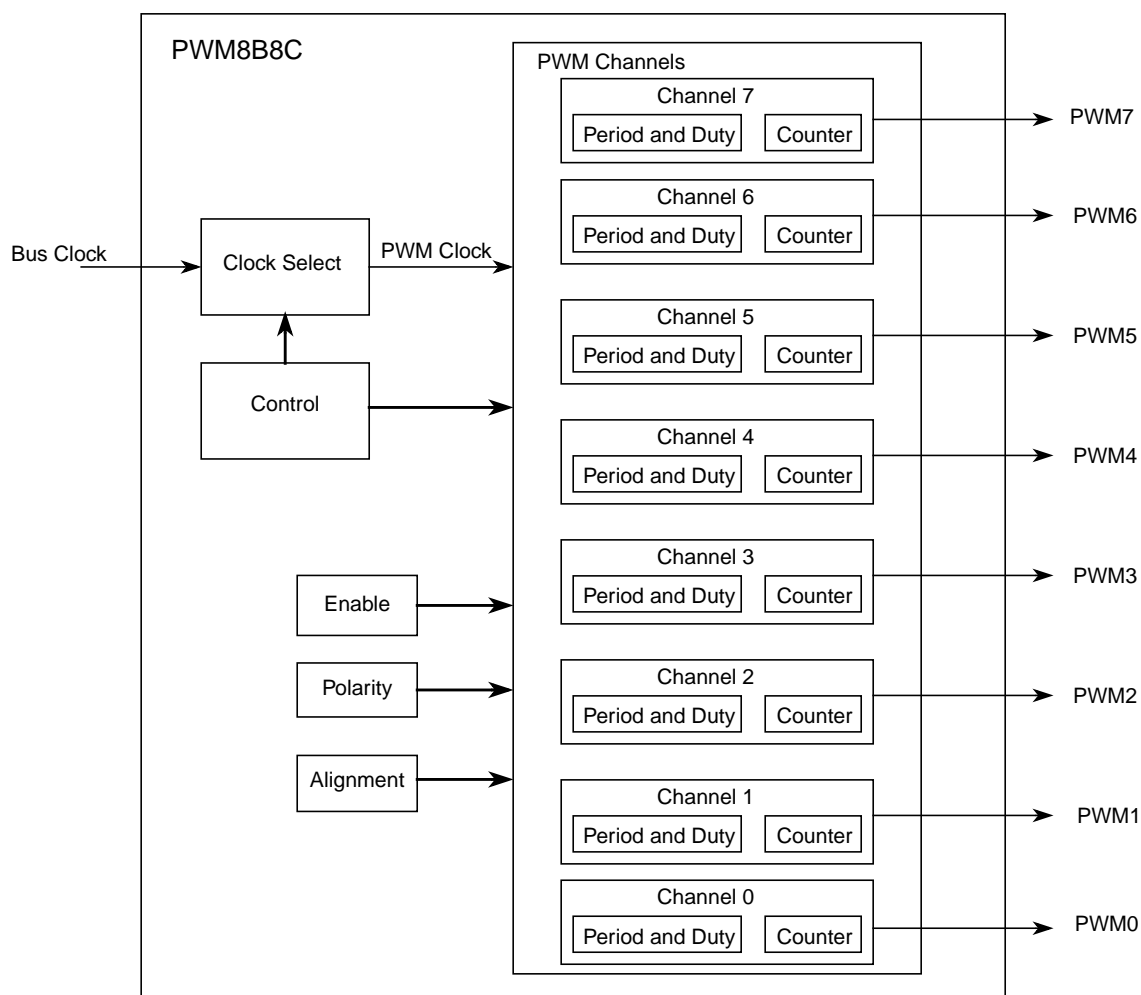 PWM8B8C
PWM Channels
Channel 7
Period and Duty Counter
PWM7
Channel 6
Period and Duty Counter
PWM6
Bus Clock
Clock Select
PWM Clock
Channel 5
Period and Duty Counter
PWM5
Control
Channel 4
Period and Duty Counter
PWM4
Channel 3
Period and Duty Counter
PWM3
Enable
Polarity
Channel 2
Period and Duty Counter
PWM2
Alignment
Channel 1
Period and Duty Counter
PWM1
Channel 0
Period and Duty Counter
PWM0